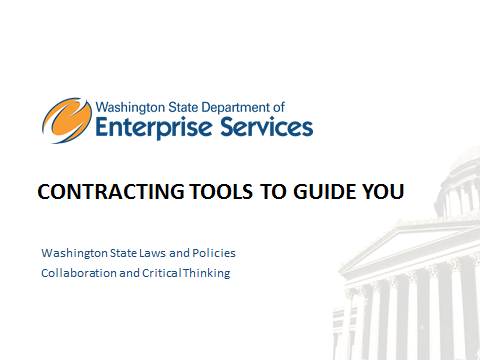 Washington State Department of
Enterprise Services
CONTRACTING TOOLS TO GUIDE YOU
Washington State Laws and Policies
Collaboration and Critical Thinking